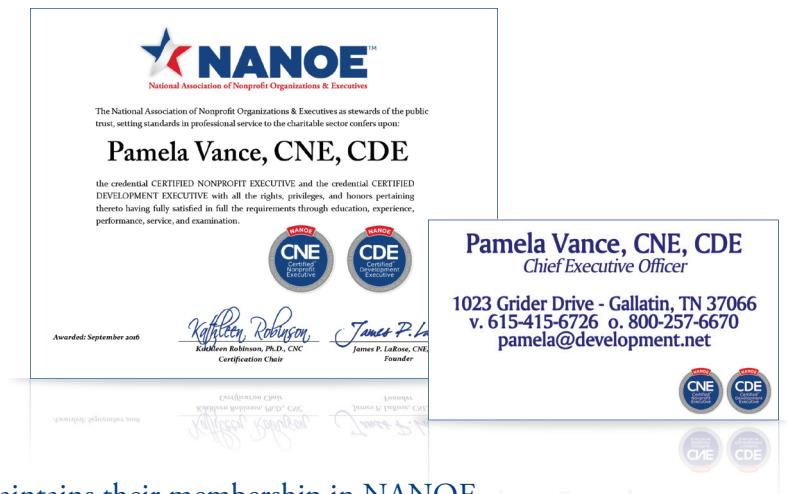 NANOE™
National Association of Nonprofit Organizations & Executives
The National Association of Nonprofit Organizations & Executives as stewards of the public
trust, setting standards in professional service to the charitable sector confers upon:
Pamela Vance, CNE, CDE
the credential CERTIFIED NONPROFIT EXECUTIVE and the credential CERTIFIED
DEVELOPMENT EXECUTIVE with all the rights, privileges, and honors pertaining
thereto having fully satisfied in full the requirements through education, experience,
performance, service, and examination.
NANOE
CNE
Certified
Nonprofit
Executive
NANOE
CDE
Certified
Development
Executive
Awarded: September 2016
Kathleen Robinson
Kathleen Robinson, Ph.D., CNC
Certification Chair
James P. La
James P. LaRose, CNE,
Founder
Pamela Vance, CNE, CDE
Chief Executive Officer
1023 Grider Drive - Gallatin, TN 37066
v. 615-415-6726 o. 800-257-6670
pamela@development.net
NANOE
CNE
Certified
Nonprofit
Executive
NANOE
CDE
Certified
Development
Executive
aintains their membership in NANOE